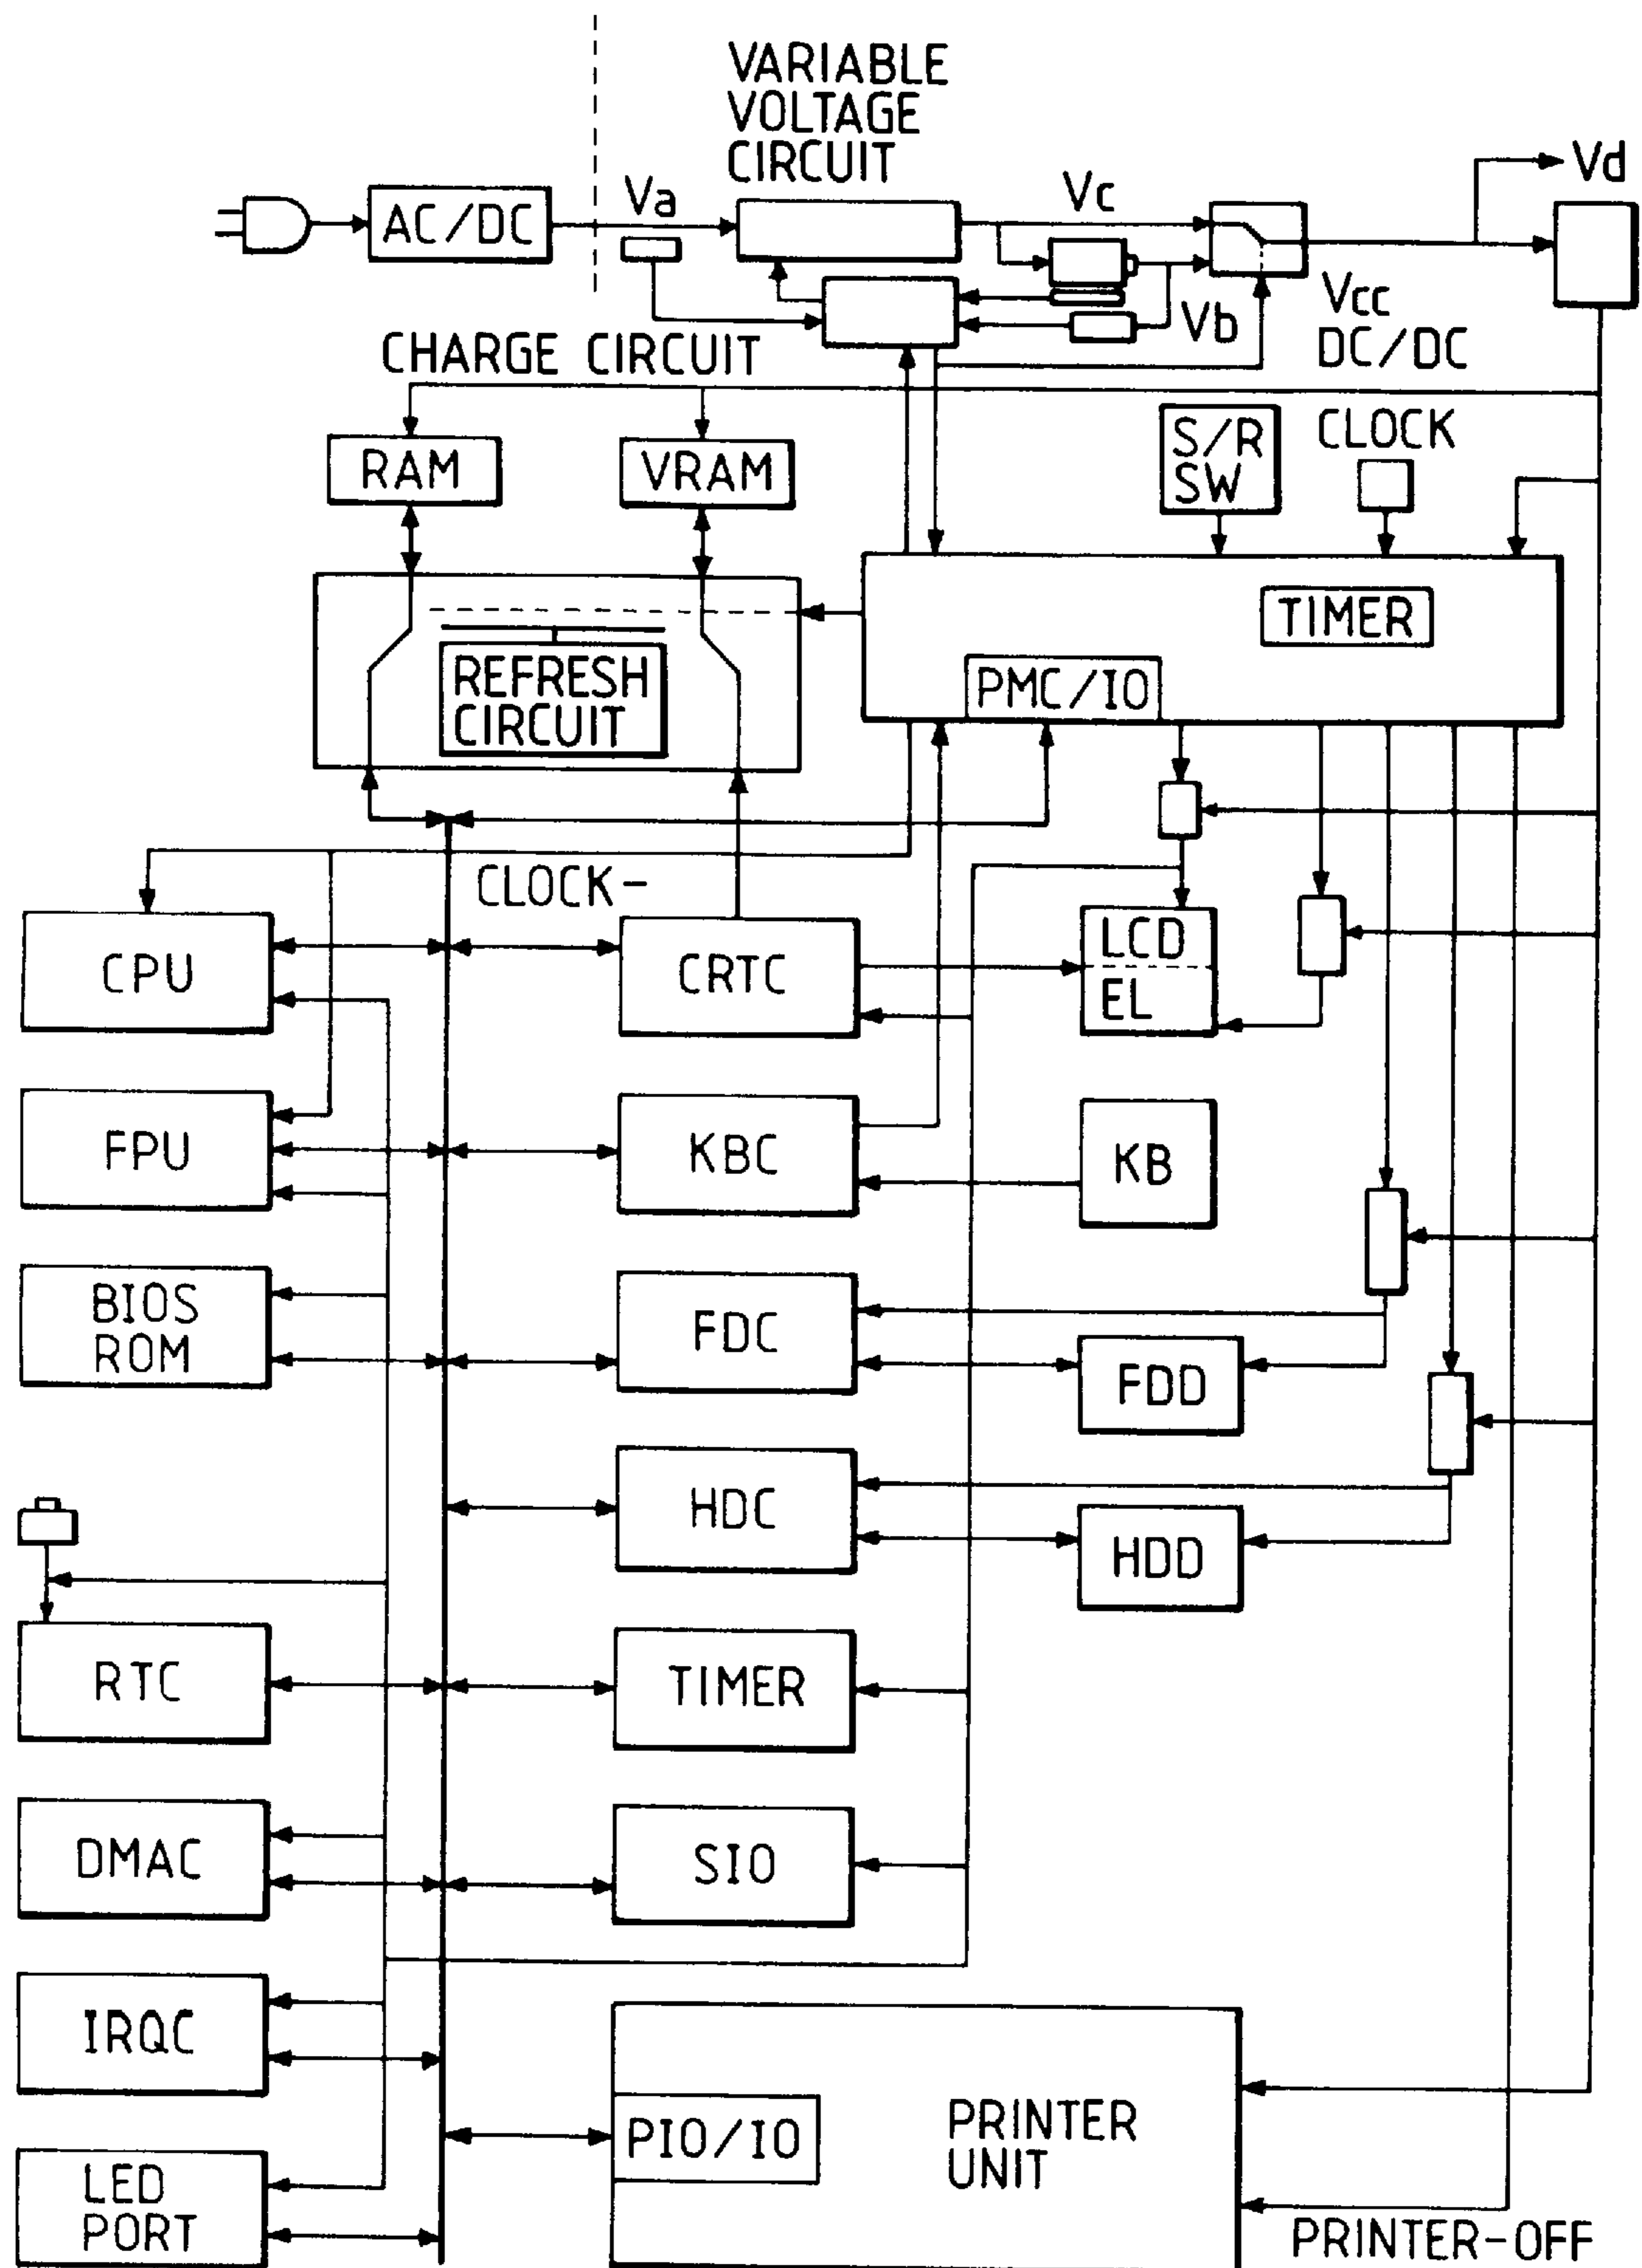 VARIABLE
VOLTAGE
CIRCUIT
Vd
Va
Vc
AC/DC
Vb
Vcc
DC/DC
CHARGE CIRCUIT
S/R
SW
CLOCK
RAM
VRAM
TIMER
REFRESH
CIRCUIT
PMC/IO
CLOCK-
CPU
CRTC
LCD
EL
FPU
KBC
KB
BIOS
ROM
FDC
FDD
HDC
HDD
RTC
TIMER
DMAC
SIO
IRQC
PIO/IO
PRINTER
UNIT
LED
PORT
PRINTER-OFF